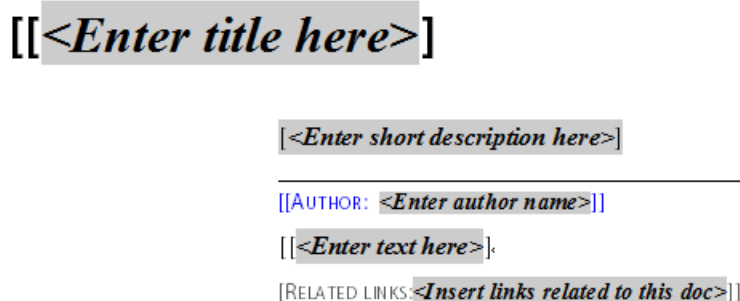 [[<Enter title here>]
[<Enter short description here>]
[[AUTHOR: <Enter author name>]]
[[<Enter text here>].
[RELATED LINKS:<Insert links related to this doc>]]